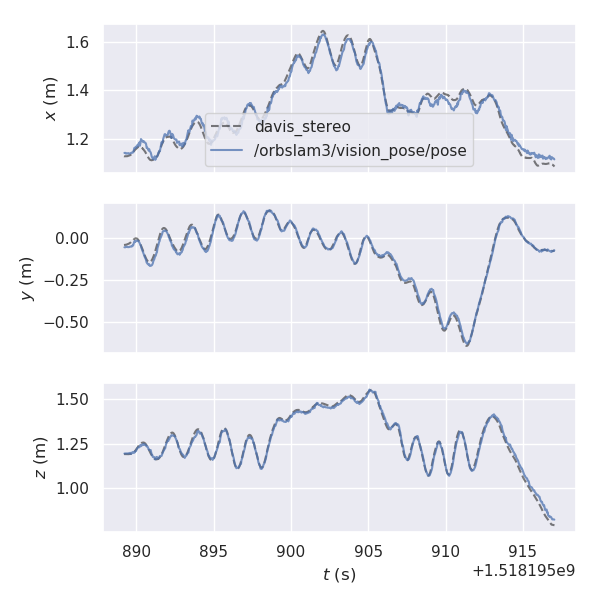 1.6
1.4
1.2
x (m)
davis_stereo
/orbslam3/vision_pose/pose
0.00
−0.25
−0.50
y (m)
1.50
1.25
1.00
z (m)
890 895 900 905 910 915
t (s)
+1.518195e9